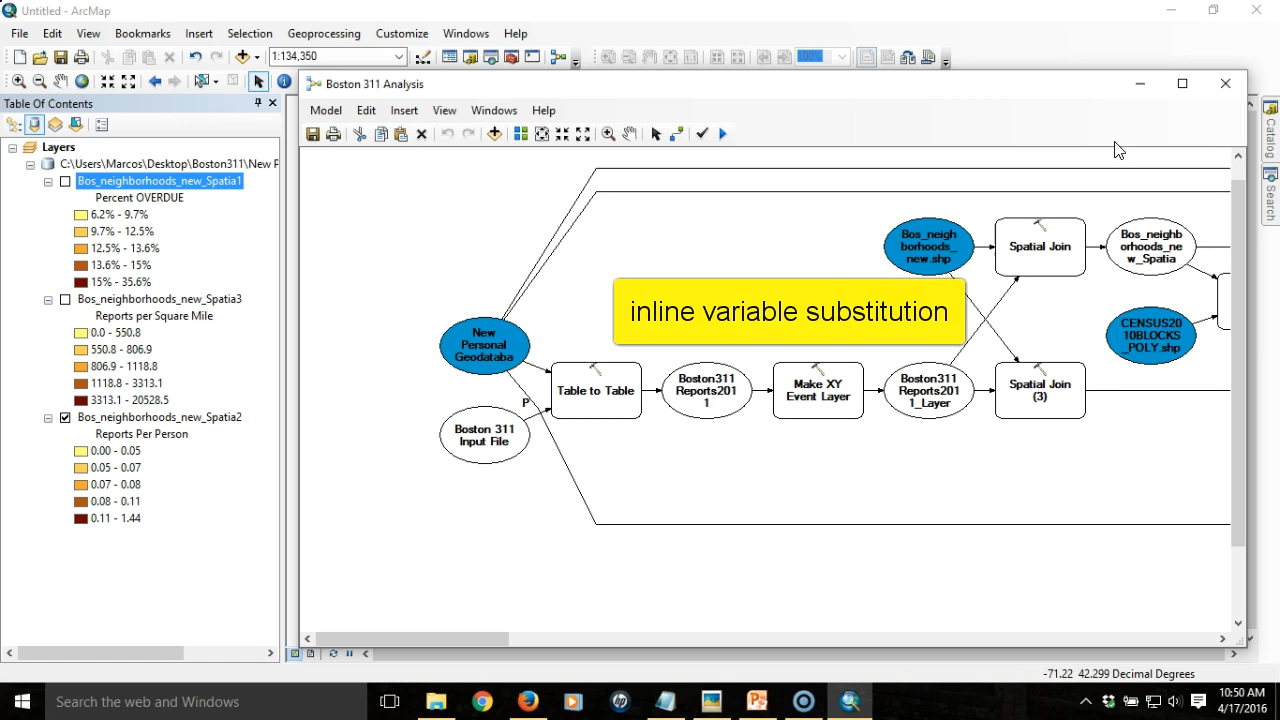 Untitled - ArcMap
File Edit View Bookmarks Insert Selection Geoprocessing Customize Windows Help
1:134,350
100%
Table Of Contents
Layers
C:\Users\Marcos\Desktop\Boston311\New P
Bos_neighborhoods_new_Spatia1
Percent OVERDUE
6.2% - 9.7%
9.7% - 12.5%
12.5% - 13.6%
13.6% - 15%
15% - 35.6%
Bos_neighborhoods_new_Spatia3
Reports per Square Mile
0.0 - 550.8
550.8 - 806.9
806.9 - 1118.8
1118.8 - 3313.1
3313.1 - 20528.5
Bos_neighborhoods_new_Spatia2
Reports Per Person
0.00 - 0.05
0.05 - 0.07
0.07 - 0.08
0.08 - 0.11
0.11 - 1.44
Boston 311 Analysis
Model Edit Insert View Windows Help
Bos_neigh
borhoods_
new.shp
Spatial Join
Bos_neighb
orhoods_ne
w_Spatia
inline variable substitution
New
Personal
Geodataba
CENSUS20
10BLOCKS
_POLY.shp
Table to Table
Boston311
Reports201
1
Make XY
Event Layer
Boston311
Reports201
1_Layer
Spatial Join
(3)
P
Boston 311
Input File
Catalog
Search
-71.22 42.299 Decimal Degrees
Search the web and Windows
10:50 AM
4/17/2016